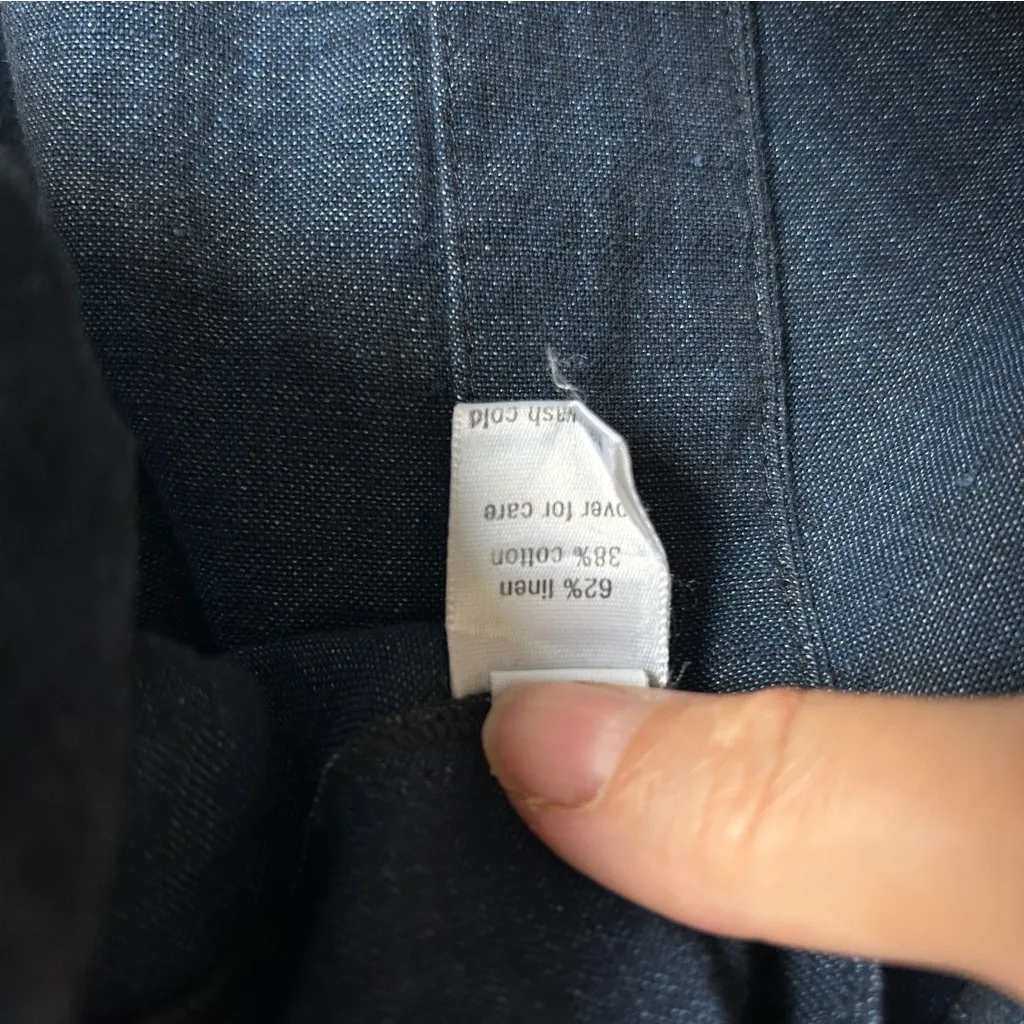 62% linen
38% cotton
over for care
wash cold